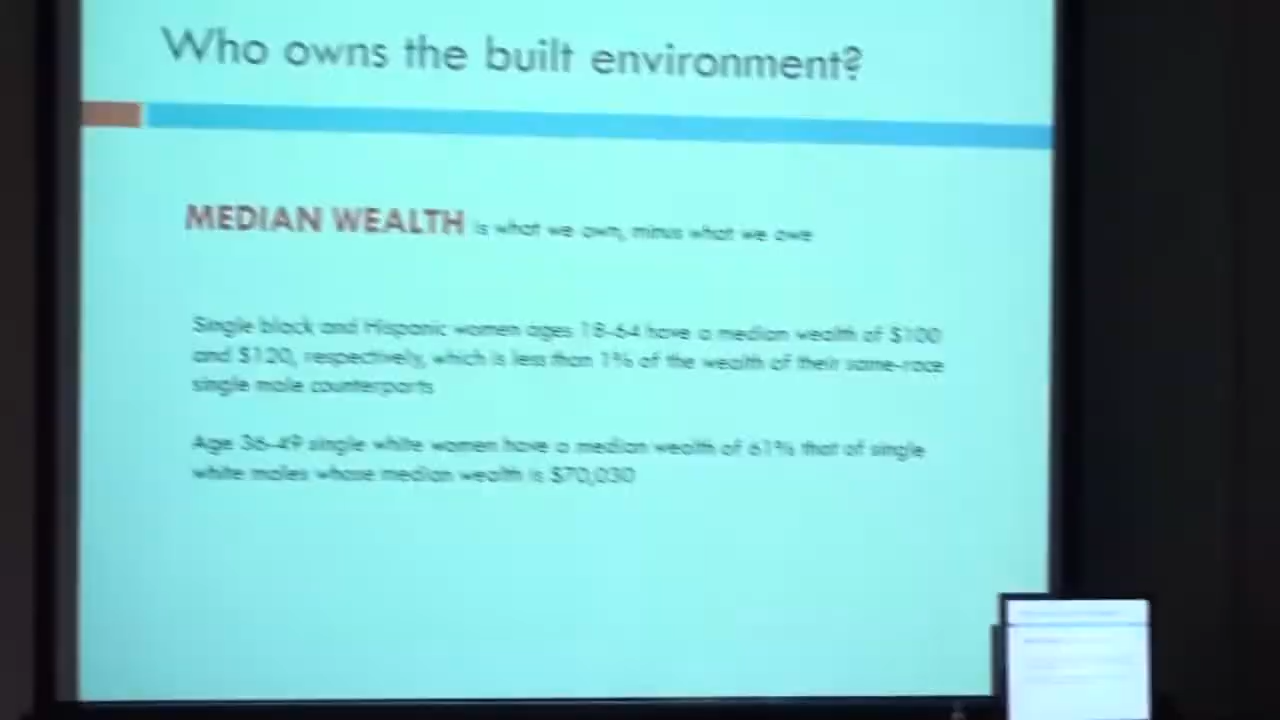 Who owns the built environment?
MEDIAN WEALTH is what we own, minus what we owe
Single black and Hispanic women ages 18-64 have a median wealth of $100
and $120, respectively, which is less than 1% of the wealth of their same-race
single male counterparts
Age 36-49 single white women have a median wealth of 61% that of single
white males whose median wealth is $70,030